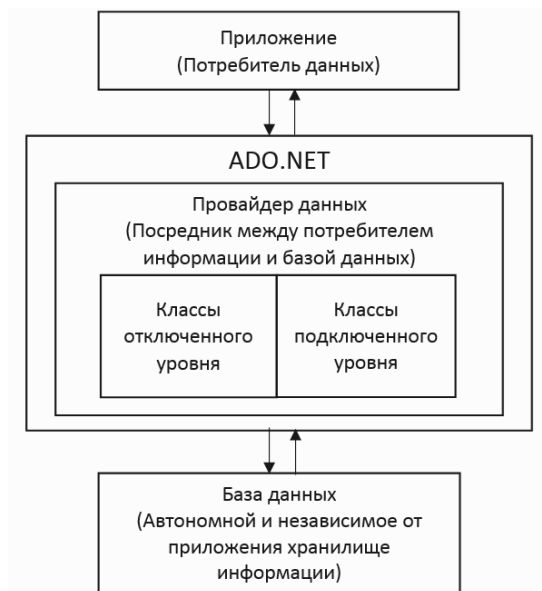 Приложение
(Потребитель данных)
ADO.NET
Провайдер данных
(Посредник между потребителем
информации и базой данных)
Классы
отключенного
уровня
Классы
подключенного
уровня
База данных
(Автономной и независимое от
приложения хранилище
информации)